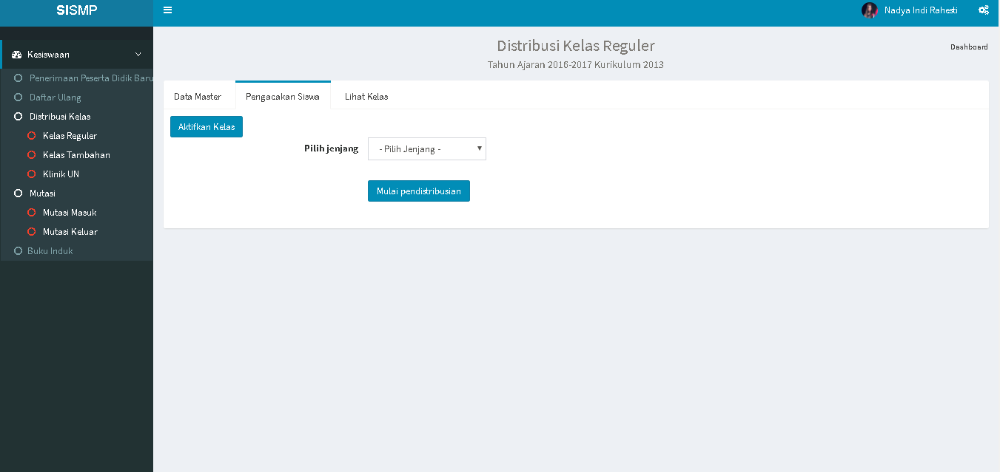 SISMP
Nadya Indi Rahesti
Kesiswaan
Penerimaan Peserta Didik Baru
Daftar Ulang
Distribusi Kelas
Kelas Reguler
Kelas Tambahan
Klinik UN
Mutasi
Mutasi Masuk
Mutasi Keluar
Buku Induk
Distribusi Kelas Reguler
Dashboard
Tahun Ajaran 2016-2017 Kurikulum 2013
Data Master Pengacakan Siswa Lihat Kelas
Aktifkan Kelas
Pilih jenjang - Pilih Jenjang -
Mulai pendistribusian